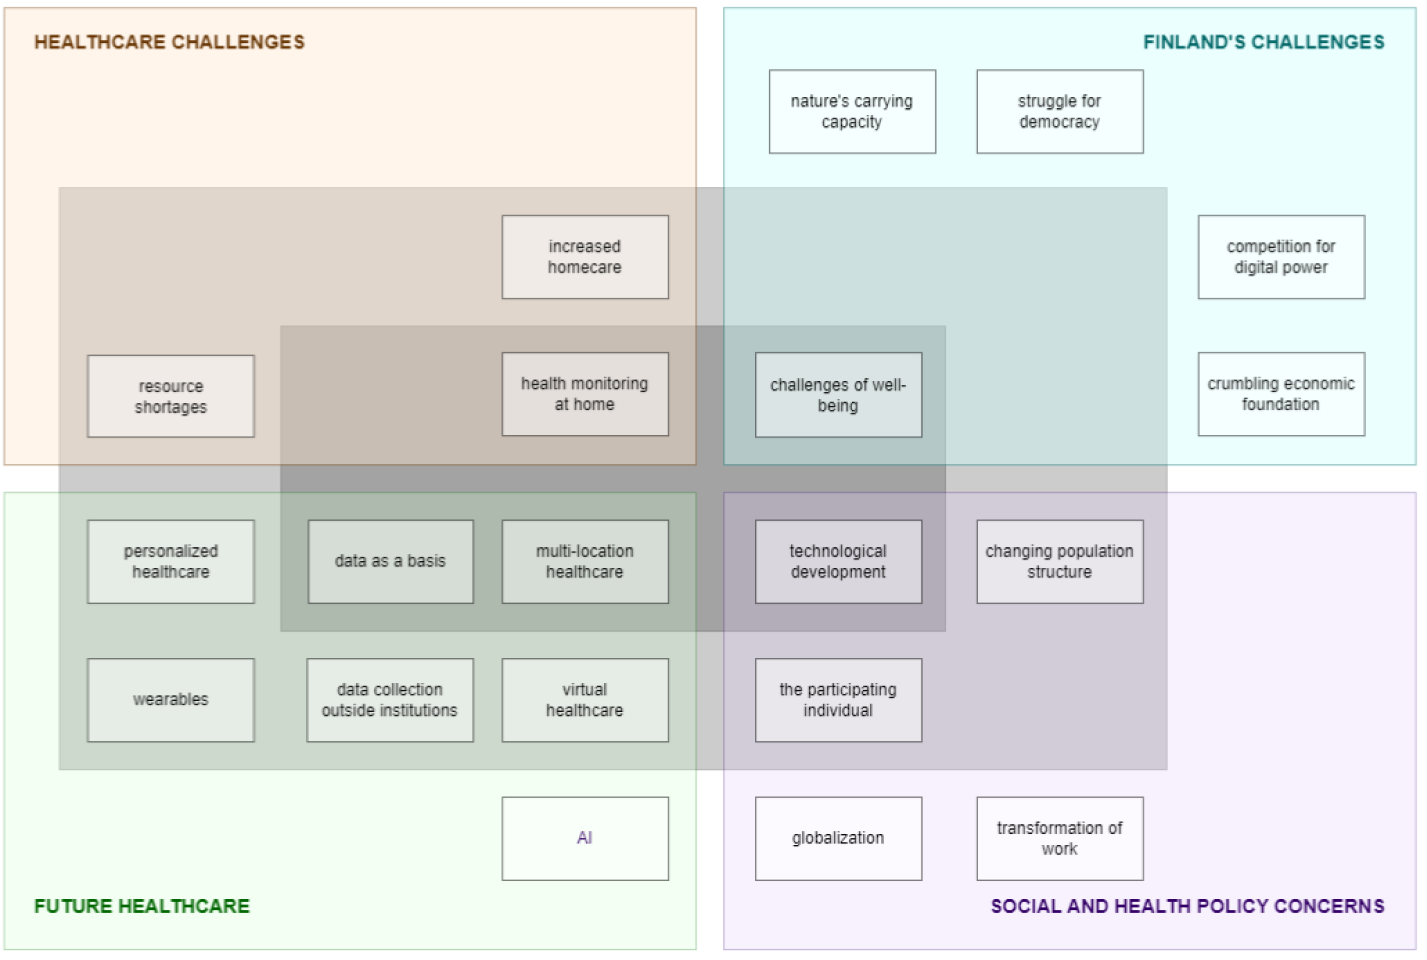 HEALTHCARE CHALLENGES
increased
homecare
resource
shortages
health monitoring
at home
FINLAND'S CHALLENGES
nature's carrying
capacity
struggle for
democracy
competition for
digital power
challenges of well-
being
crumbling economic
foundation
personalized
healthcare
data as a basis
multi-location
healthcare
wearables
data collection
outside institutions
virtual
healthcare
AI
FUTURE HEALTHCARE
technological
development
changing population
structure
the participating
individual
globalization
transformation of
work
SOCIAL AND HEALTH POLICY CONCERNS